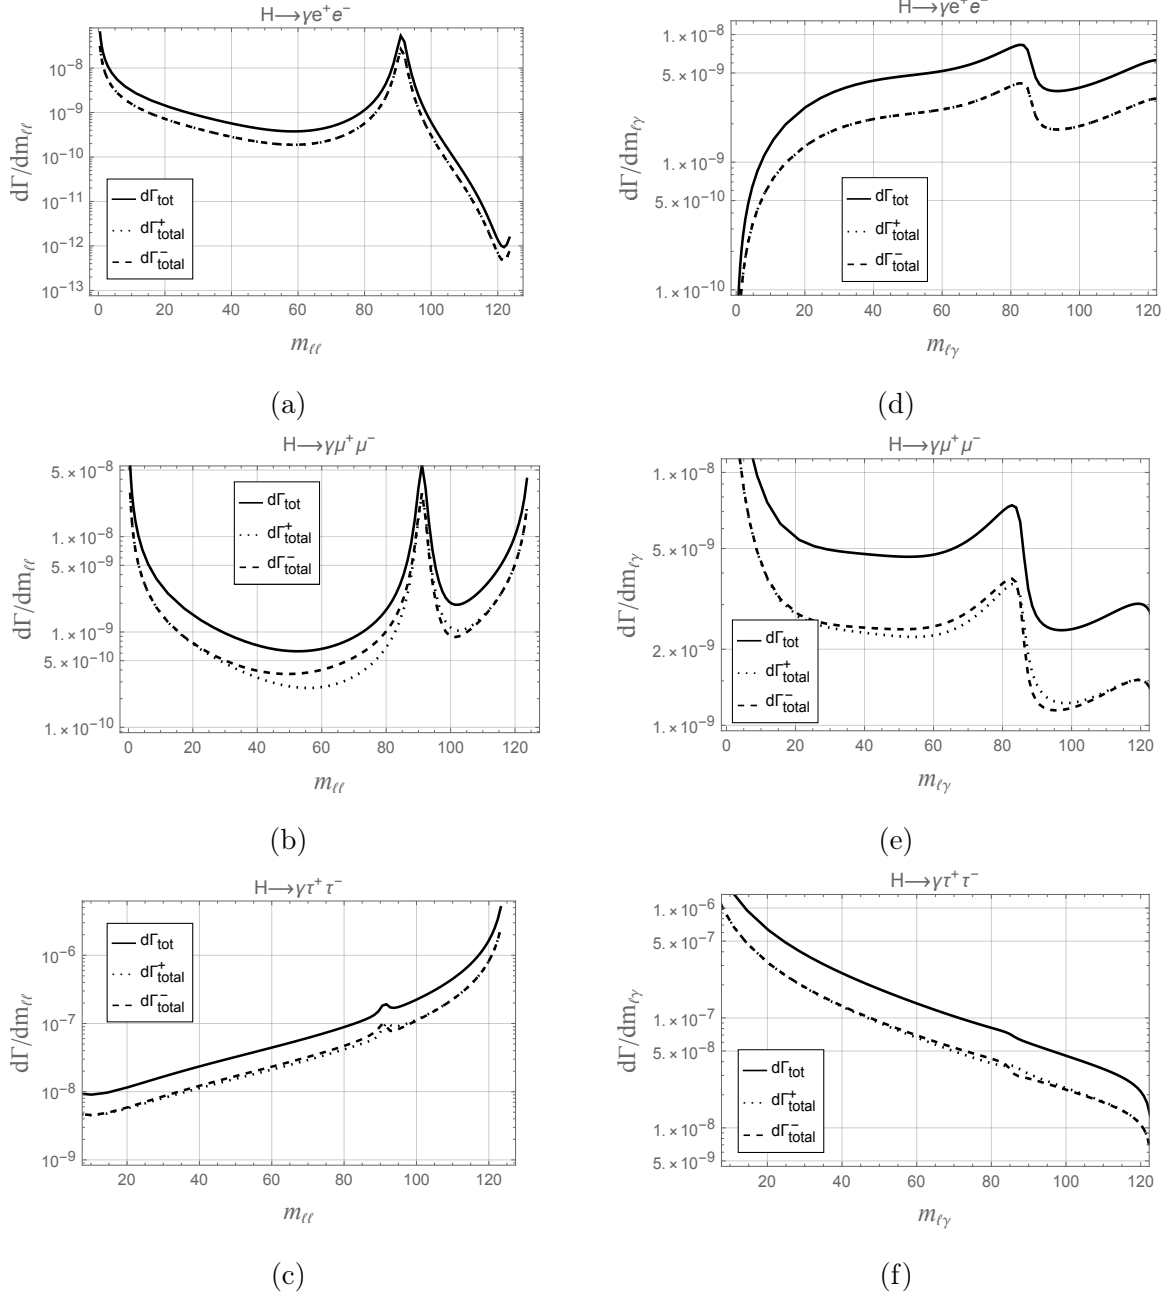 H⟶γe⁺e⁻
10⁻⁸
10⁻⁹
10⁻¹⁰
10⁻¹¹
10⁻¹²
10⁻¹³
dΓ/dm_ℓℓ
dΓ_tot
dΓ⁺_total
dΓ⁻_total
0 20 40 60 80 100 120
m_ℓℓ
(a)
H⟶γe⁺e⁻
1.×10⁻⁸
5.×10⁻⁹
1.×10⁻⁹
5.×10⁻¹⁰
1.×10⁻¹⁰
dΓ/dm_ℓγ
dΓ_tot
dΓ⁺_total
dΓ⁻_total
0 20 40 60 80 100 120
m_ℓγ
(d)
H⟶γμ⁺μ⁻
5.×10⁻⁸
1.×10⁻⁸
5.×10⁻⁹
1.×10⁻⁹
5.×10⁻¹⁰
1.×10⁻¹⁰
dΓ/dm_ℓℓ
dΓ_tot
dΓ⁺_total
dΓ⁻_total
0 20 40 60 80 100 120
m_ℓℓ
(b)
H⟶γμ⁺μ⁻
1.×10⁻⁸
5.×10⁻⁹
2.×10⁻⁹
1.×10⁻⁹
dΓ/dm_ℓγ
dΓ_tot
dΓ⁺_total
dΓ⁻_total
0 20 40 60 80 100 120
m_ℓγ
(e)
H⟶γτ⁺τ⁻
10⁻⁶
10⁻⁷
10⁻⁸
10⁻⁹
dΓ/dm_ℓℓ
dΓ_tot
dΓ⁺_total
dΓ⁻_total
20 40 60 80 100 120
m_ℓℓ
(c)
H⟶γτ⁺τ⁻
1.×10⁻⁶
5.×10⁻⁷
1.×10⁻⁷
5.×10⁻⁸
1.×10⁻⁸
5.×10⁻⁹
dΓ/dm_ℓγ
dΓ_tot
dΓ⁺_total
dΓ⁻_total
20 40 60 80 100 120
m_ℓγ
(f)